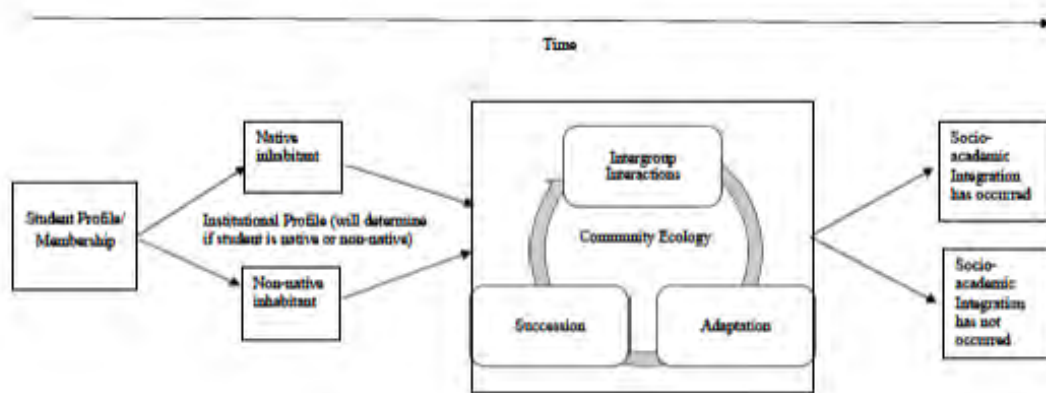 Time
Native
inhabitant
Student Profile/
Membership
Institutional Profile (will determine
if student is native or non-native)
Non-native
inhabitant
Intergroup
Interactions
Community Ecology
Succession
Adaptation
Socio-
academic
Integration
has occurred
Socio-
academic
Integration
has not
occurred